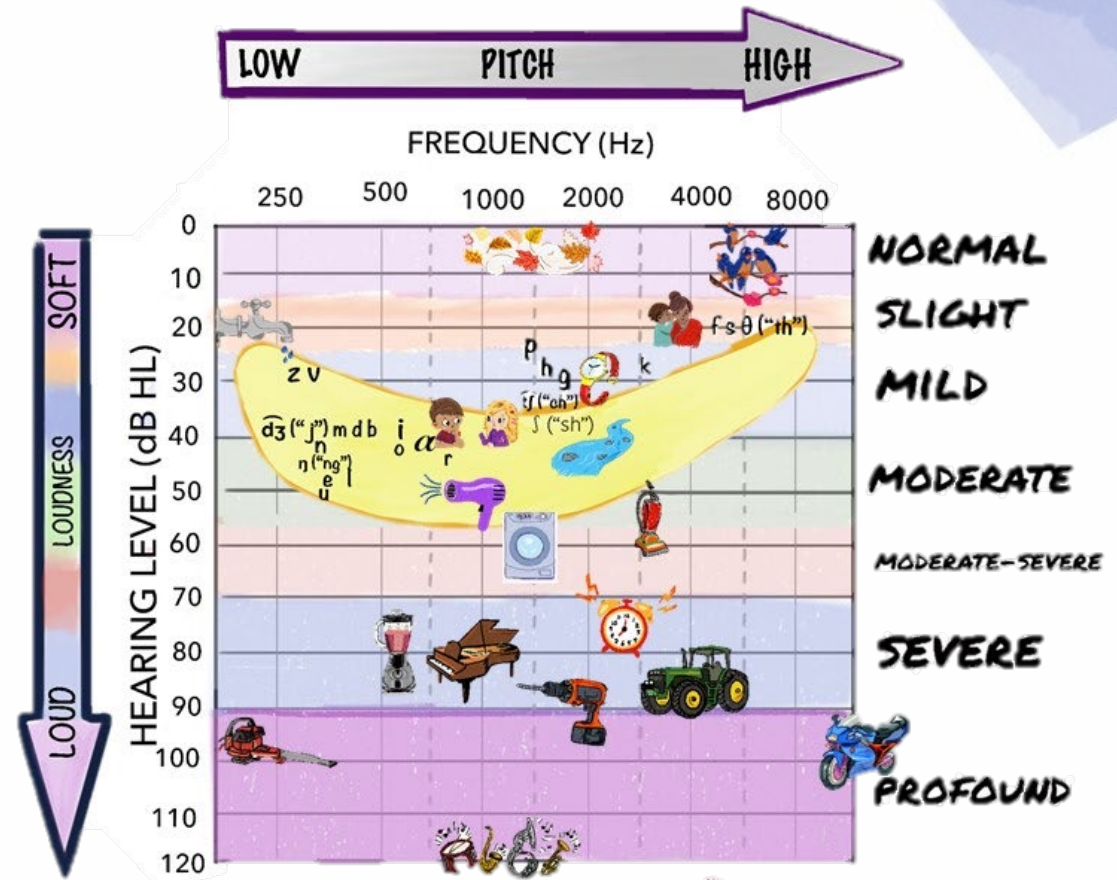 LOW PITCH HIGH
FREQUENCY (Hz)
250 500 1000 2000 4000 8000
SOFT
LOUDNESS
LOUD
HEARING LEVEL (dB HL)
0
10
20
30
40
50
60
70
80
90
100
110
120
NORMAL
SLIGHT
MILD
MODERATE
MODERATE-SEVERE
SEVERE
PROFOUND
f s θ ("th")
p
h
g
k
z v
t͡ʃ ("ch")
ʃ ("sh")
d͡ʒ ("j") m d b
n
ŋ ("ng")
e l
u
i
o
a
r